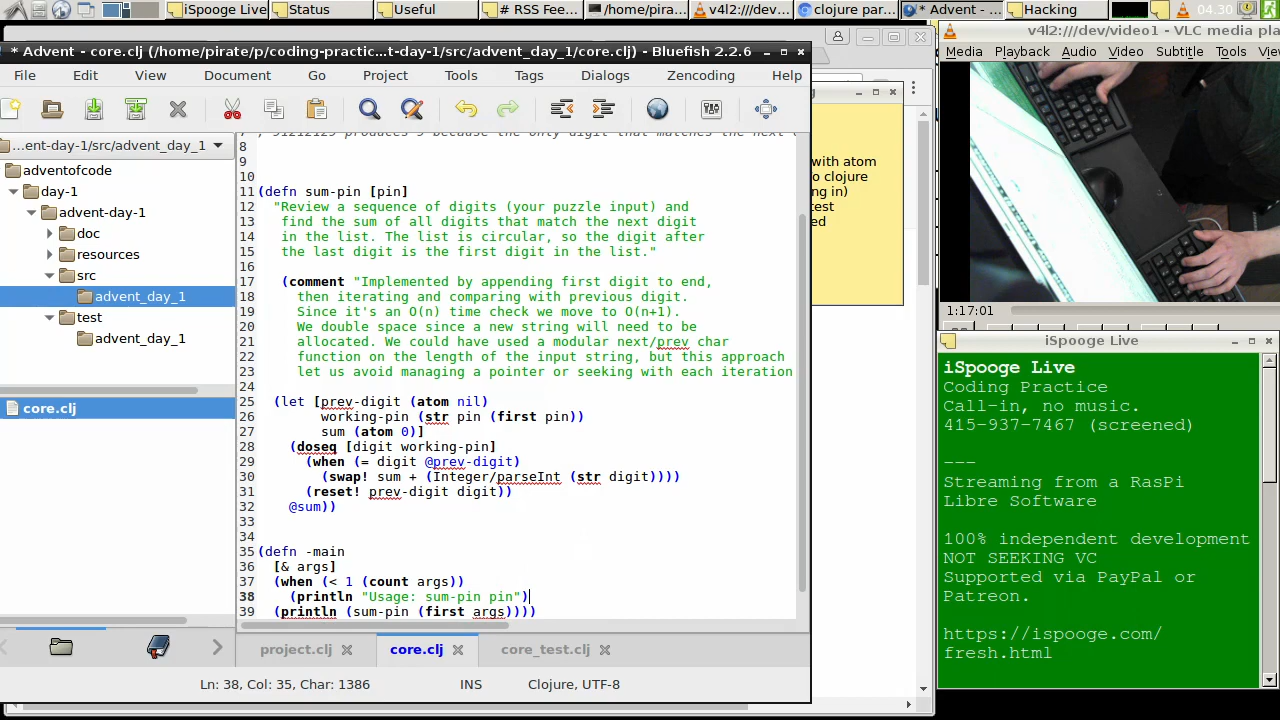 iSpooge Live
Status
Useful
# RSS Fee...
/home/pira...
v4l2:///dev...
clojure par...
* Advent - ...
Hacking
04.30
* Advent - core.clj (/home/pirate/p/coding-practic...t-day-1/src/advent_day_1/core.clj) - Bluefish 2.2.6
File Edit View Document Go Project Tools Tags Dialogs Zencoding Help
...ent-day-1/src/advent_day_1
adventofcode
day-1
advent-day-1
doc
resources
src
advent_day_1
test
advent_day_1
core.clj
7 ; 91212129 produces 9 because the only digit that matches the next
8
9
10
11 (defn sum-pin [pin]
12 "Review a sequence of digits (your puzzle input) and
13 find the sum of all digits that match the next digit
14 in the list. The list is circular, so the digit after
15 the last digit is the first digit in the list."
16
17 (comment "Implemented by appending first digit to end,
18 then iterating and comparing with previous digit.
19 Since it's an O(n) time check we move to O(n+1).
20 We double space since a new string will need to be
21 allocated. We could have used a modular next/prev char
22 function on the length of the input string, but this approach
23 let us avoid managing a pointer or seeking with each iteration
24
25 (let [prev-digit (atom nil)
26 working-pin (str pin (first pin))
27 sum (atom 0)]
28 (doseq [digit working-pin]
29 (when (= digit @prev-digit)
30 (swap! sum + (Integer/parseInt (str digit))))
31 (reset! prev-digit digit))
32 @sum))
33
34
35 (defn -main
36 [& args]
37 (when (< 1 (count args))
38 (println "Usage: sum-pin pin")
39 (println (sum-pin (first args))))
project.clj
core.clj
core_test.clj
Ln: 38, Col: 35, Char: 1386
INS
Clojure, UTF-8
with atom
o clojure
ng in)
test
ed
v4l2:///dev/video1 - VLC media pla
Media Playback Audio Video Subtitle Tools Vie
1:17:01
iSpooge Live
iSpooge Live
Coding Practice
Call-in, no music.
415-937-7467 (screened)
---
Streaming from a RasPi
Libre Software
100% independent development
NOT SEEKING VC
Supported via PayPal or
Patreon.
https://ispooge.com/
fresh.html